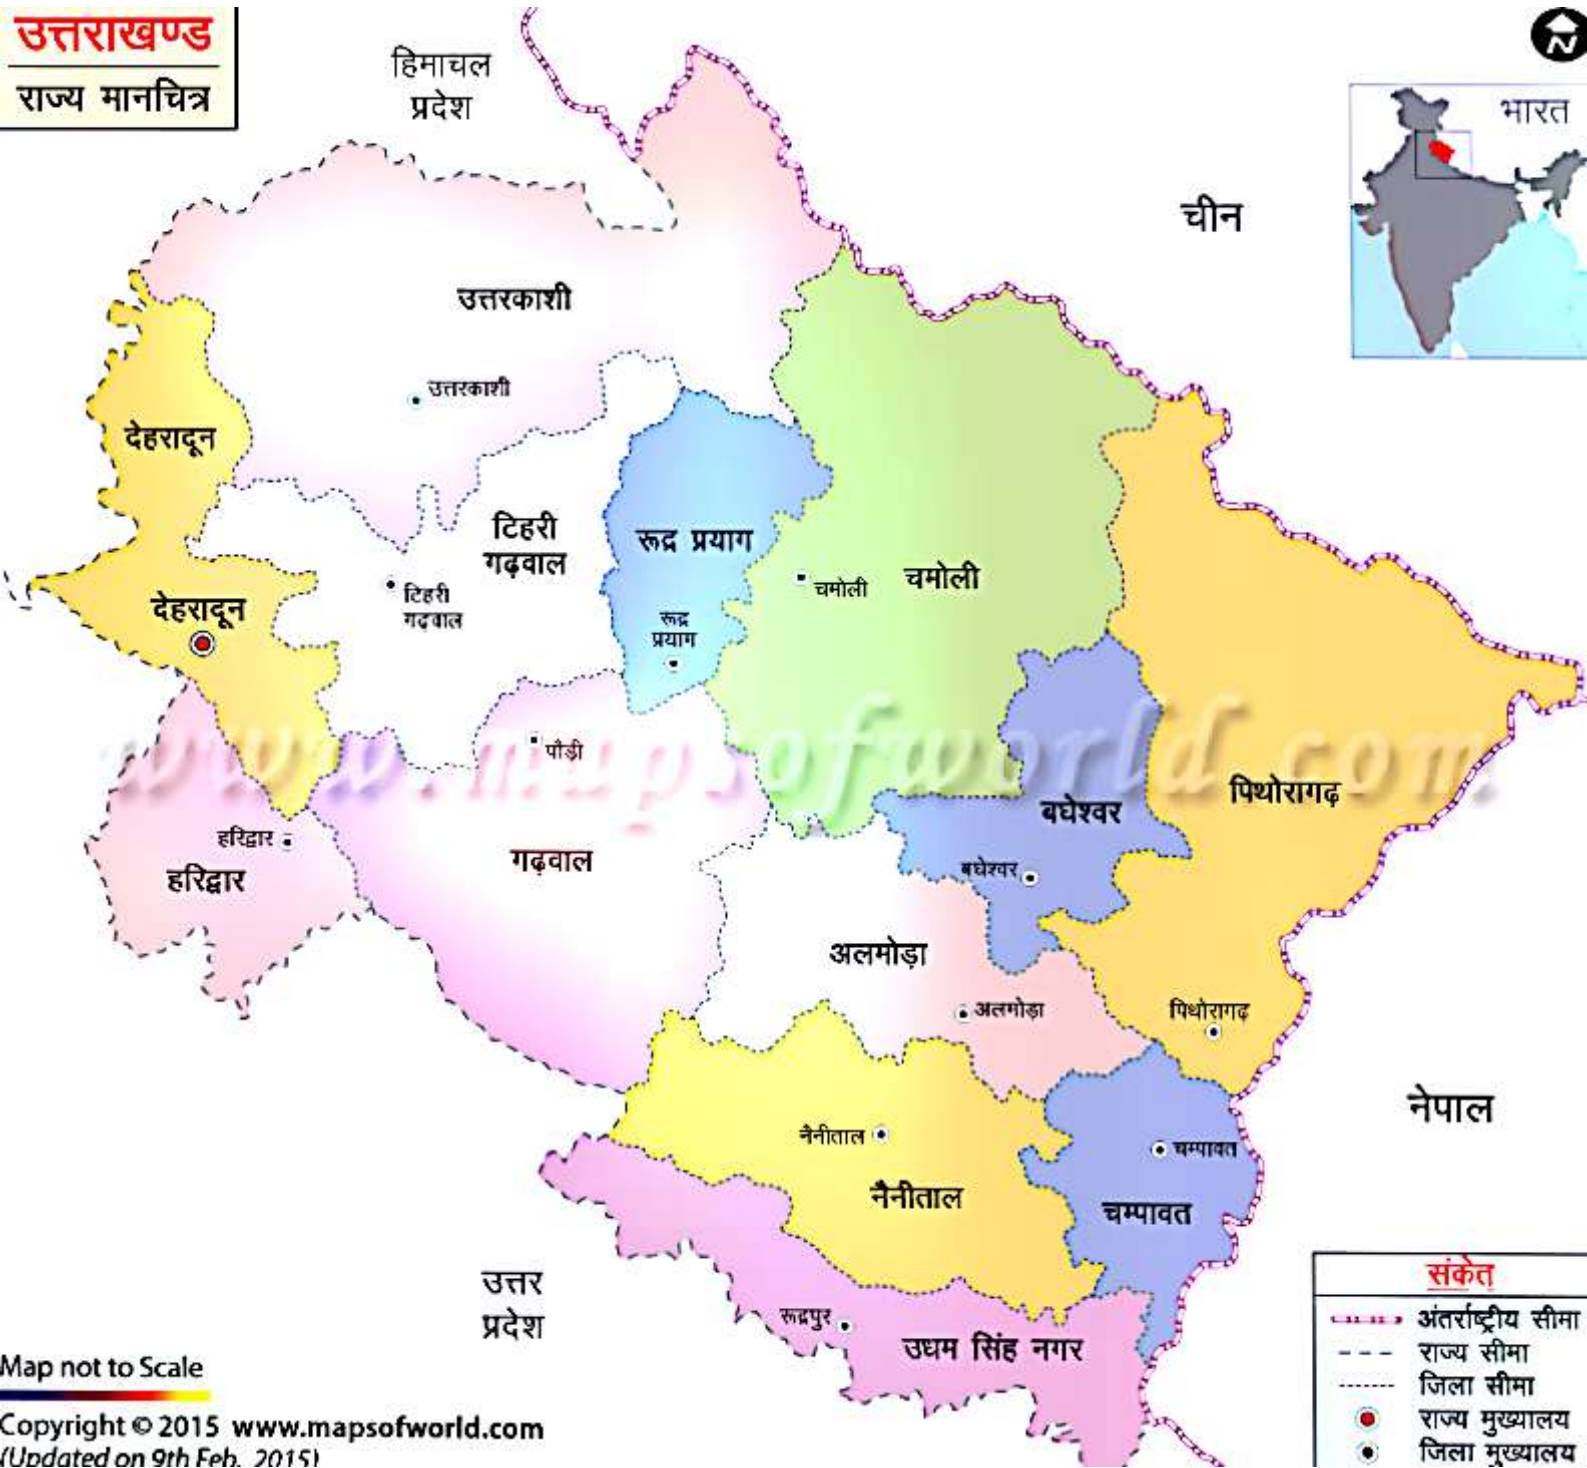 उत्तराखण्ड
राज्य मानचित्र
हिमाचल
प्रदेश
N
भारत
चीन
उत्तरकाशी
उत्तरकाशी
देहरादून
टिहरी
गढ़वाल
रूद्र प्रयाग
चमोली
चमोली
टिहरी
गढ़वाल
देहरादून
रूद्र
प्रयाग
www.mapsofworld.com
पौड़ी
पिथोरागढ़
बघेश्वर
हरिद्वार
गढ़वाल
बघेश्वर
हरिद्वार
अलमोड़ा
अलमोड़ा
पिथोरागढ़
नेपाल
नैनीताल
चम्पावत
नैनीताल
चम्पावत
उत्तर
प्रदेश
रूद्रपुर
उधम सिंह नगर
संकेत
अंतर्राष्ट्रीय सीमा
राज्य सीमा
जिला सीमा
राज्य मुख्यालय
जिला मुख्यालय
Map not to Scale
Copyright © 2015 www.mapsofworld.com
(Updated on 9th Feb, 2015)